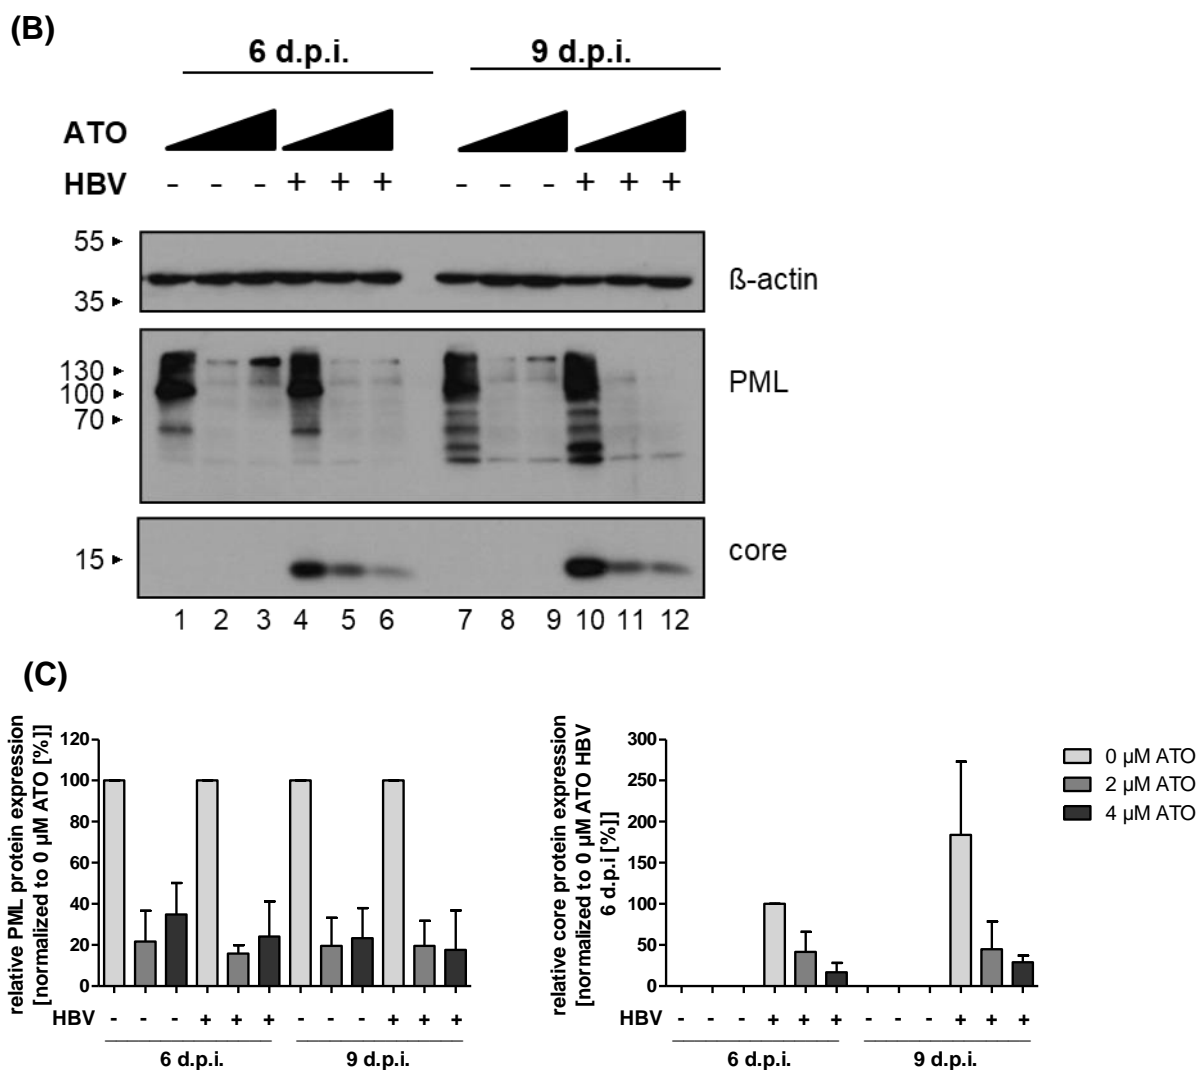 (B)
6 d.p.i. 9 d.p.i.
ATO
HBV - - - + + + - - - + + +
55
35
ß-actin
130
100
70
PML
15
core
1 2 3 4 5 6 7 8 9 10 11 12
(C)
relative PML protein expression
[normalized to 0 µM ATO [%]]
120
100
80
60
40
20
0
HBV - - - + + + - - - + + +
6 d.p.i. 9 d.p.i.
relative core protein expression
[normalized to 0 µM ATO HBV
6 d.p.i [%]]
300
250
200
150
100
50
0
HBV - - - + + + - - - + + +
6 d.p.i. 9 d.p.i.
0 µM ATO
2 µM ATO
4 µM ATO